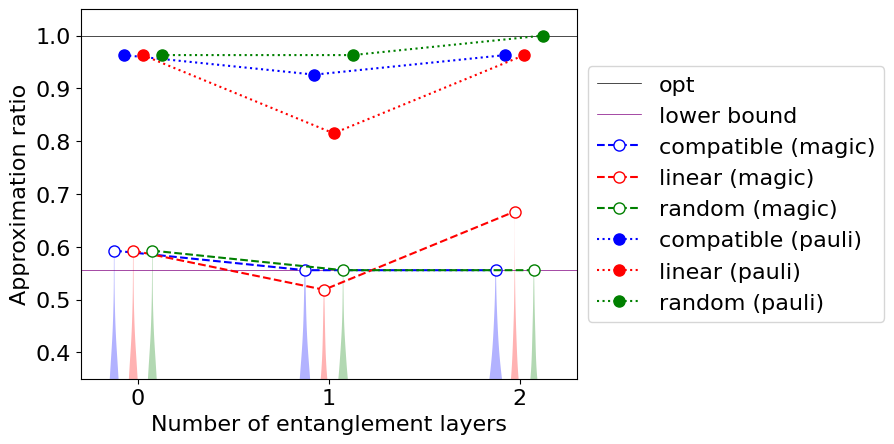 Approximation ratio
1.0
0.9
0.8
0.7
0.6
0.5
0.4
0 1 2
Number of entanglement layers
opt
lower bound
compatible (magic)
linear (magic)
random (magic)
compatible (pauli)
linear (pauli)
random (pauli)